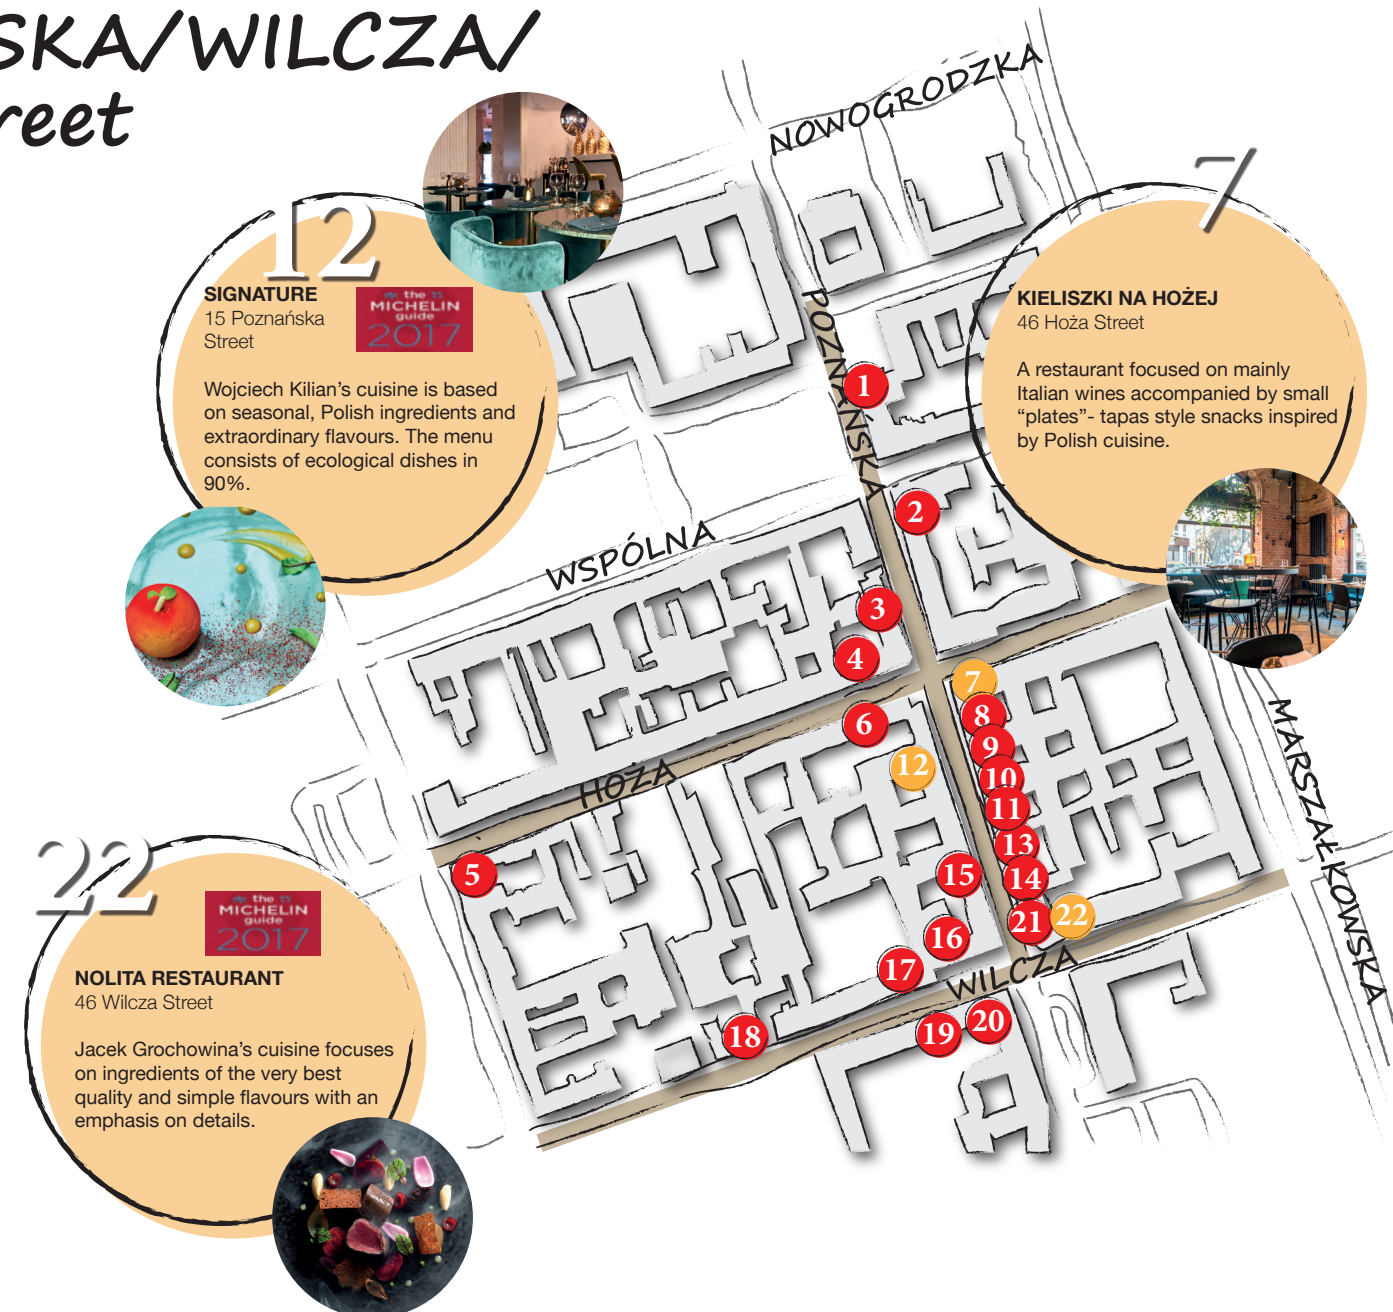 SKA/WILCZA/
reet
NOWOGRODZKA
12
SIGNATURE
15 Poznańska
Street
the
MICHELIN
guide
2017
Wojciech Kilian’s cuisine is based
on seasonal, Polish ingredients and
extraordinary flavours. The menu
consists of ecological dishes in
90%.
7
KIELISZKI NA HOŻEJ
46 Hoża Street
A restaurant focused on mainly
Italian wines accompanied by small
“plates”- tapas style snacks inspired
by Polish cuisine.
POZNAŃSKA
1
2
WSPÓLNA
3
4
7
8
6
9
12
10
HOŻA
11
13
5
15
14
21
22
16
17
WILCZA
18
19
20
MARSZAŁKOWSKA
22
the
MICHELIN
guide
2017
NOLITA RESTAURANT
46 Wilcza Street
Jacek Grochowina’s cuisine focuses
on ingredients of the very best
quality and simple flavours with an
emphasis on details.